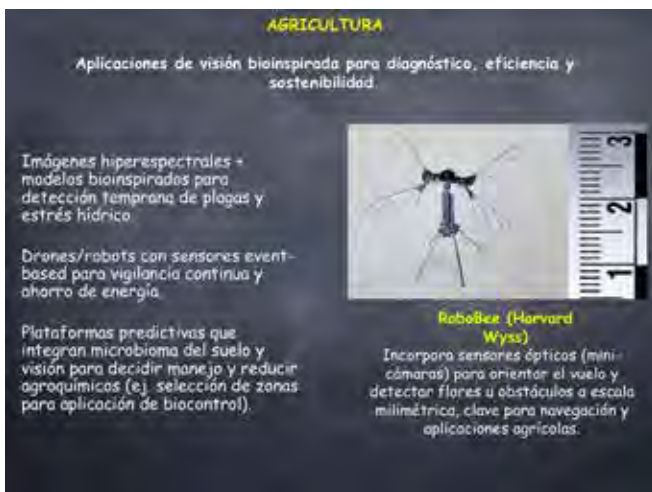 AGRICULTURA
Aplicaciones de visión bioinspirada para diagnóstico, eficiencia y
sostenibilidad.
Imágenes hiperespectrales +
modelos bioinspirados para
detección temprana de plagas y
estrés hídrico.
Drones/robots con sensores event-
based para vigilancia continua y
ahorro de energía.
Plataformas predictivas que
integran microbioma del suelo y
visión para decidir manejo y reducir
agroquímicos (ej. selección de zonas
para aplicación de biocontrol).
3
2
1
RoboBee (Harvard
Wyss)
Incorpora sensores ópticos (mini-
cámaras) para orientar el vuelo y
detectar flores u obstáculos a escala
milimétrica, clave para navegación y
aplicaciones agrícolas.